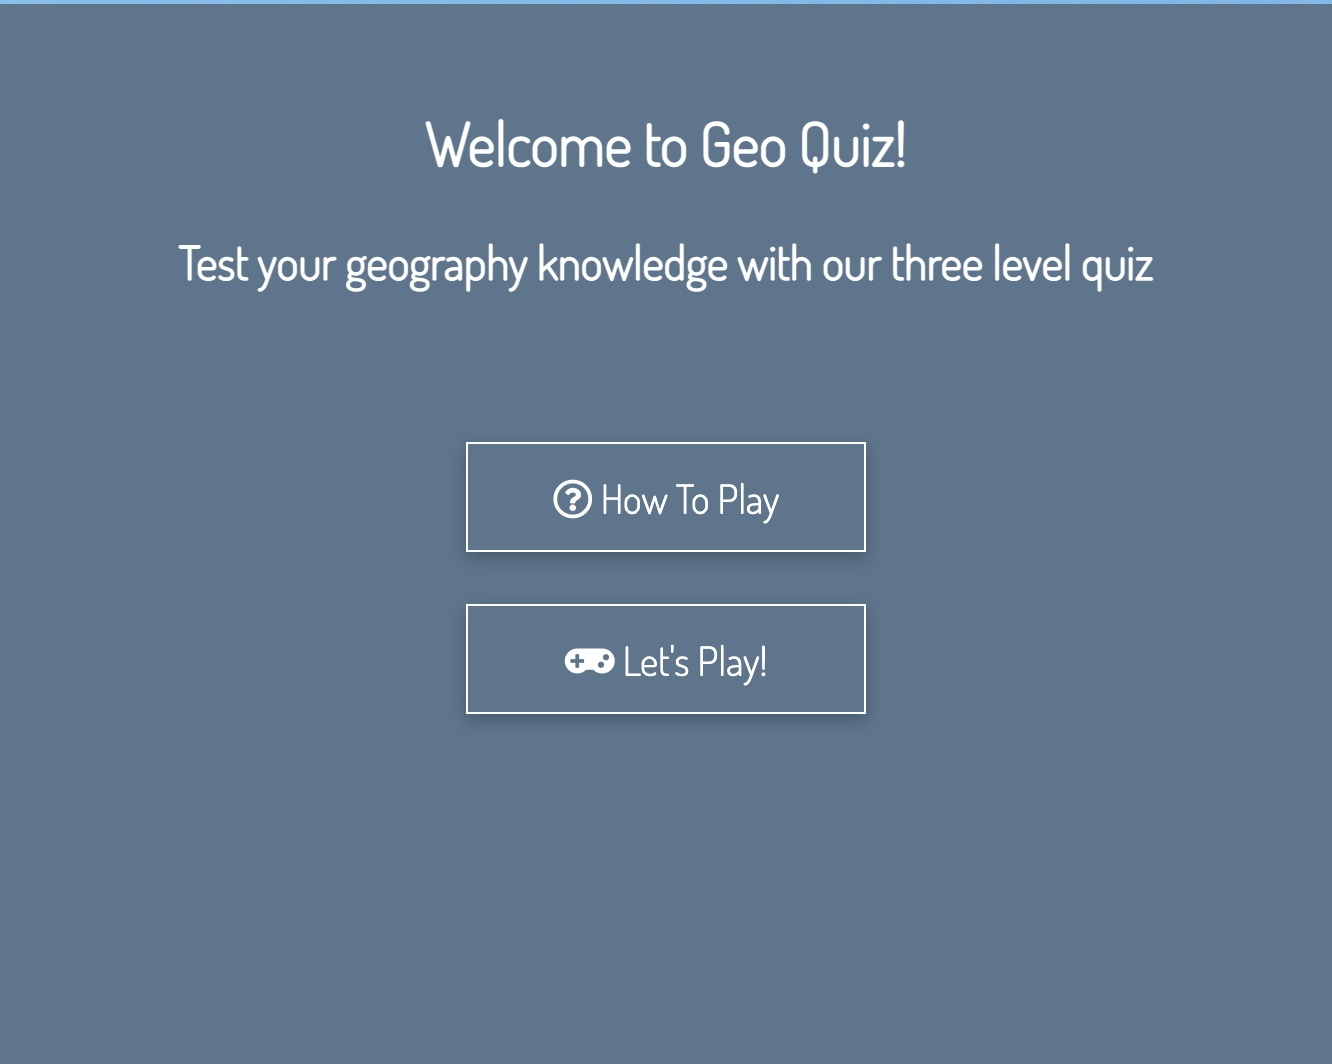 Welcome to Geo Quiz!
Test your geography knowledge with our three level quiz
How To Play
Let's Play!